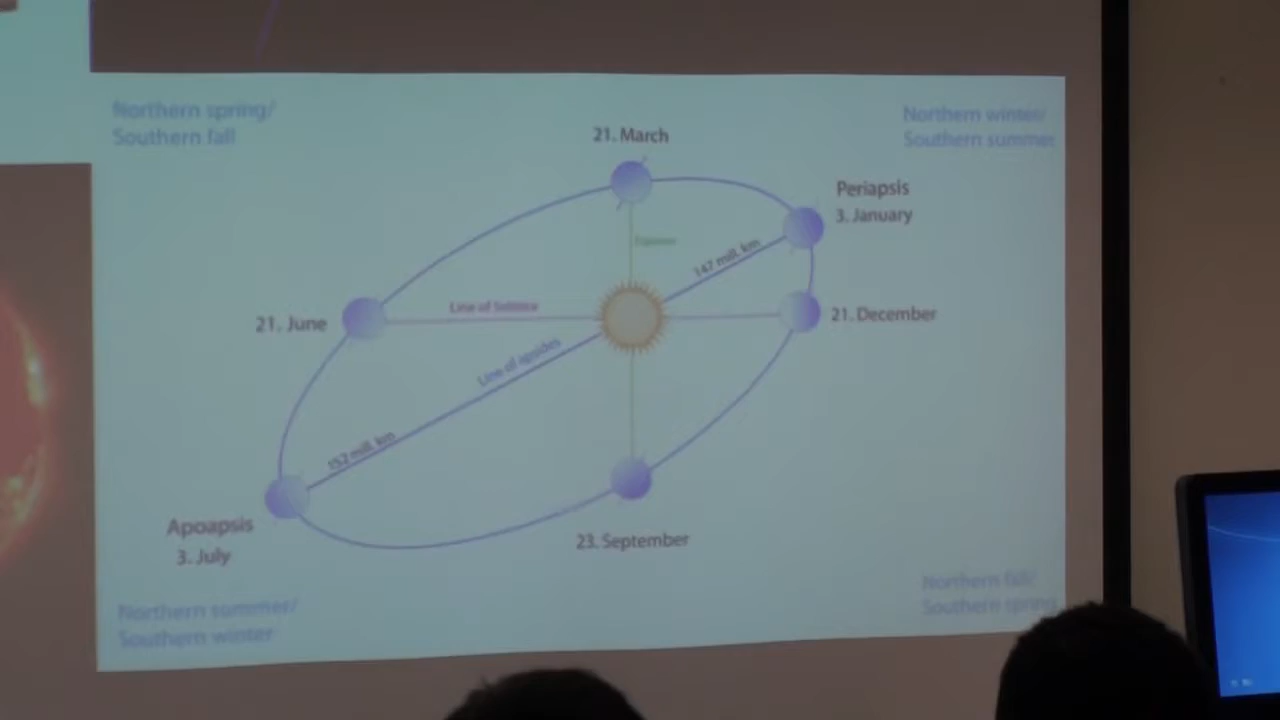 Northern spring/
Southern fall
21. March
Northern winter/
Southern summer
Periapsis
3. January
147 mill. km
Line of Solstice
21. June
21. December
Line of apsides
152 mill. km
Apoapsis
3. July
23. September
Northern summer/
Southern winter
Northern fall/
Southern spring